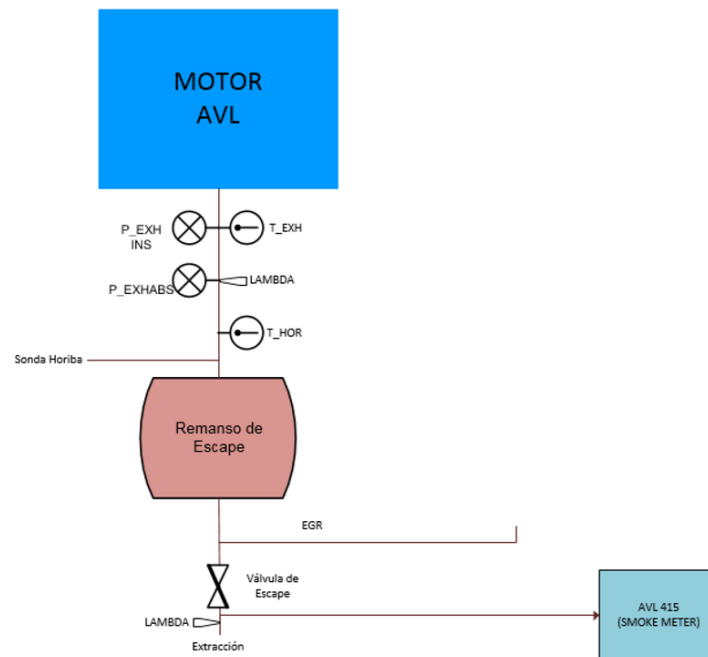 MOTOR
AVL
P_EXH
INS
T_EXH
P_EXHABS
LAMBDA
T_HOR
Sonda Horiba
Remanso de
Escape
EGR
Válvula de
Escape
LAMBDA
Extracción
AVL 415
(SMOKE METER)